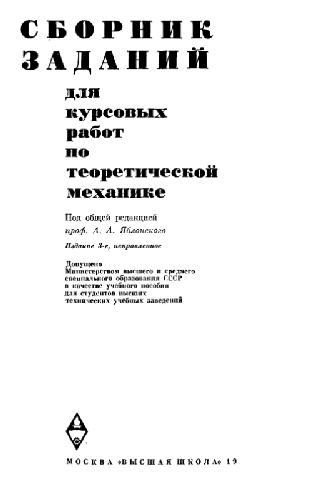 СБОРНИК
ЗАДАНИЙ
для
курсовых
работ
по
теоретической
механике
Под общей редакцией
проф. А. А. Яблонского
Издание 3-е, исправленное
Допущено
Министерством высшего и среднего
специального образования СССР
в качестве учебного пособия
для студентов высших
технических учебных заведений
МОСКВА «ВЫСШАЯ ШКОЛА» 19